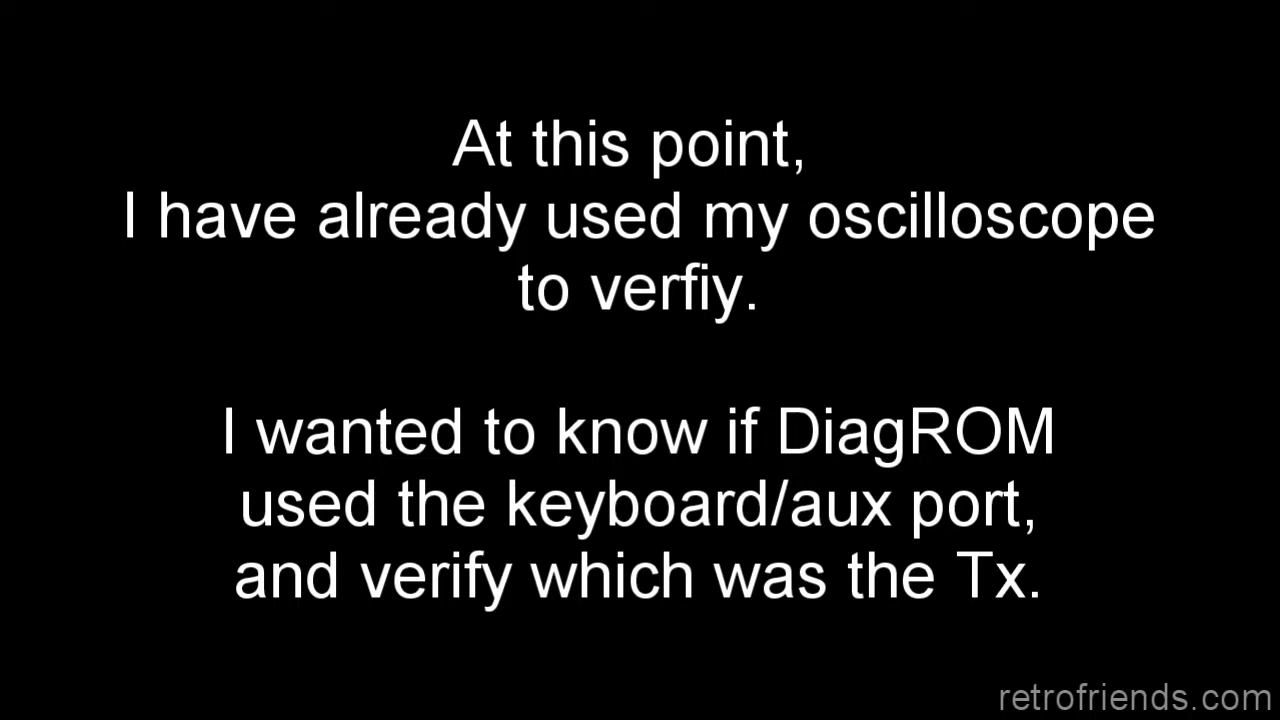 At this point,
I have already used my oscilloscope
to verfiy.
I wanted to know if DiagROM
used the keyboard/aux port,
and verify which was the Tx.
retrofriends.com